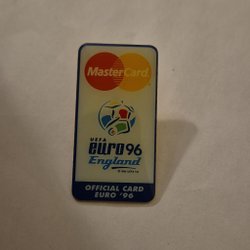 MasterCard
UEFA
EURO96
England
OFFICIAL CARD
EURO '96